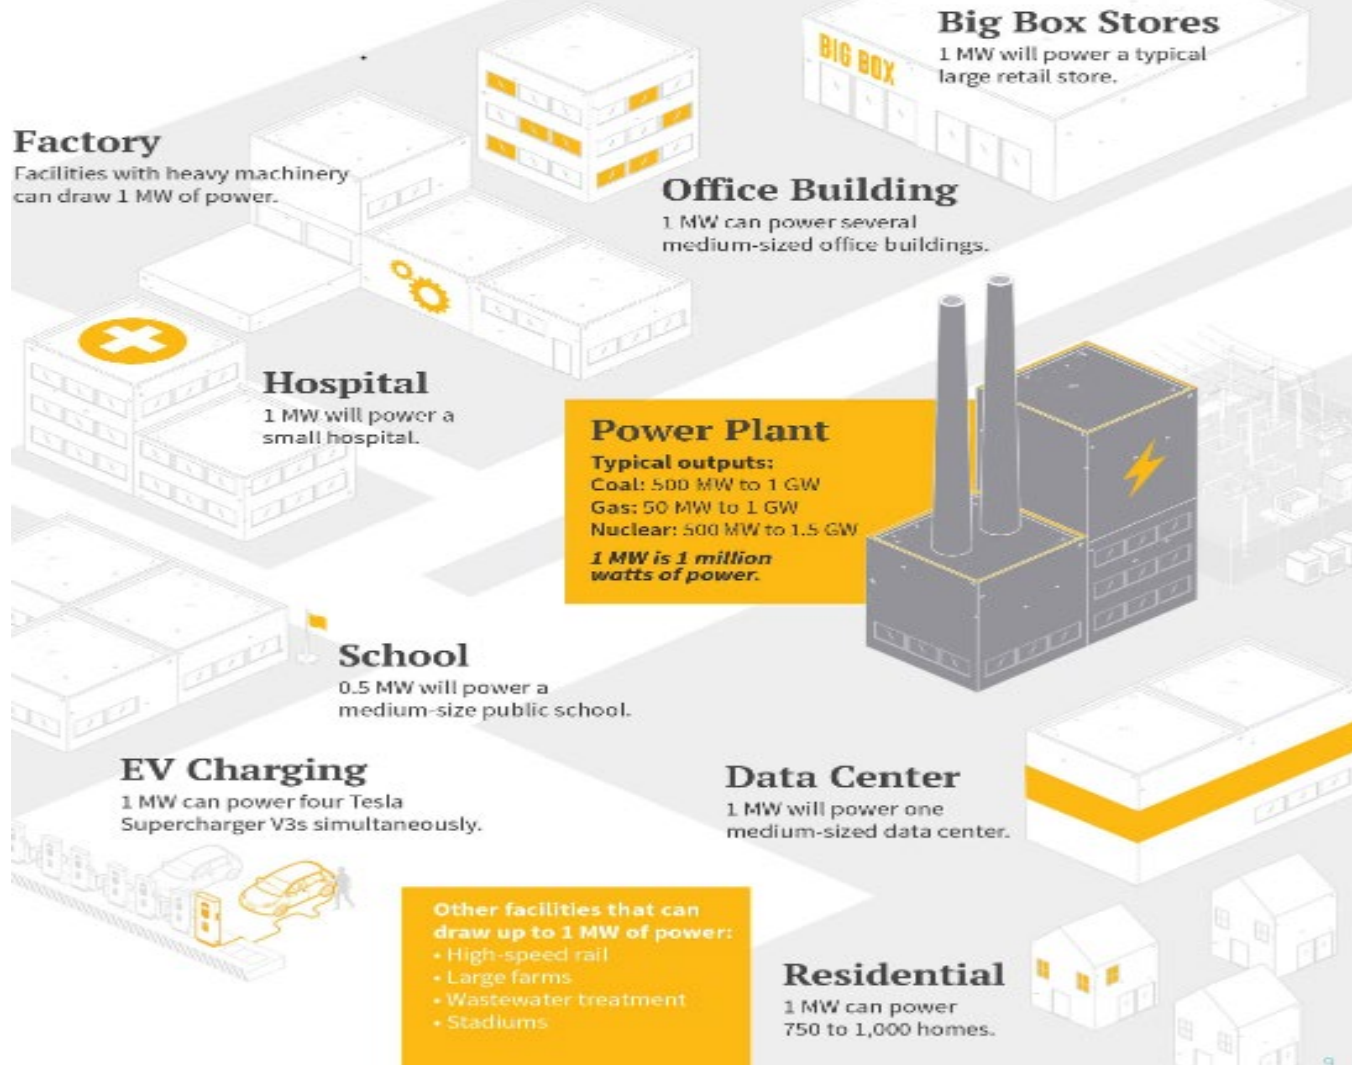 Big Box Stores
1 MW will power a typical
large retail store.
BIG BOX
Factory
Facilities with heavy machinery
can draw 1 MW of power.
Office Building
1 MW can power several
medium-sized office buildings.
Hospital
1 MW will power a
small hospital.
Power Plant
Typical outputs:
Coal: 500 MW to 1 GW
Gas: 50 MW to 1 GW
Nuclear: 500 MW to 1.5 GW
1 MW is 1 million
watts of power.
School
0.5 MW will power a
medium-size public school.
EV Charging
1 MW can power four Tesla
Supercharger V3s simultaneously.
Data Center
1 MW will power one
medium-sized data center.
Other facilities that can
draw up to 1 MW of power:
• High-speed rail
• Large farms
• Wastewater treatment
• Stadiums
Residential
1 MW can power
750 to 1,000 homes.